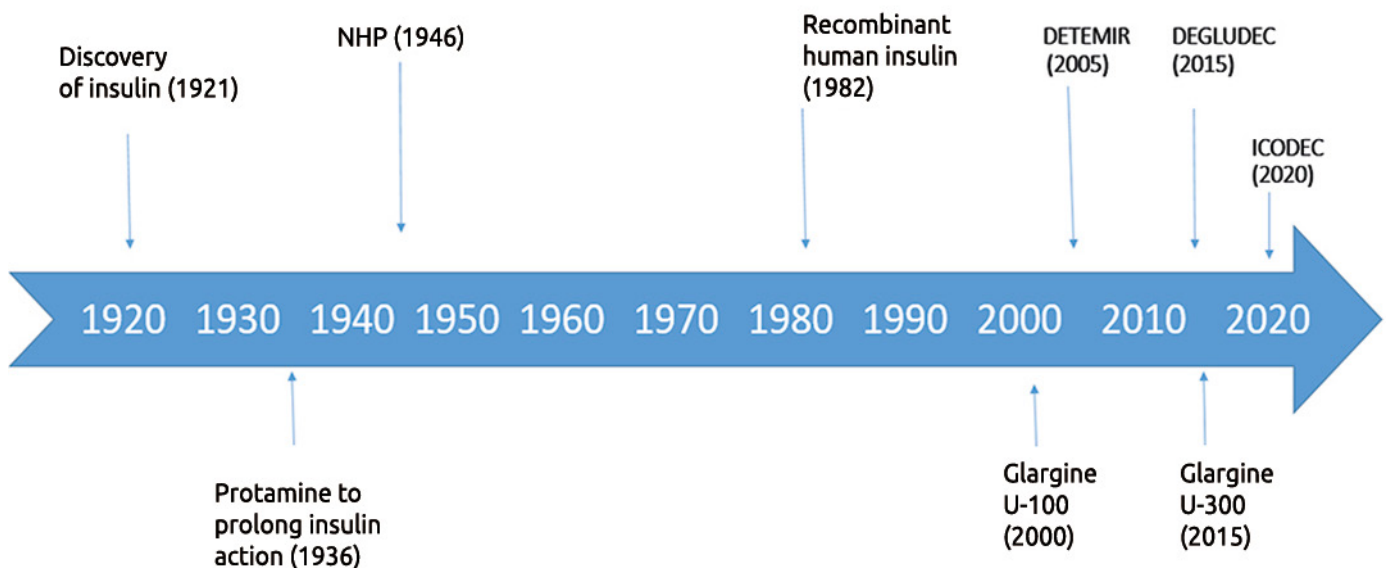 Discovery
of insulin (1921)
NHP (1946)
Recombinant
human insulin
(1982)
DETEMIR
(2005)
DEGLUDEC
(2015)
ICODEC
(2020)
1920 1930 1940 1950 1960 1970 1980 1990 2000 2010 2020
Protamine to
prolong insulin
action (1936)
Glargine
U-100
(2000)
Glargine
U-300
(2015)